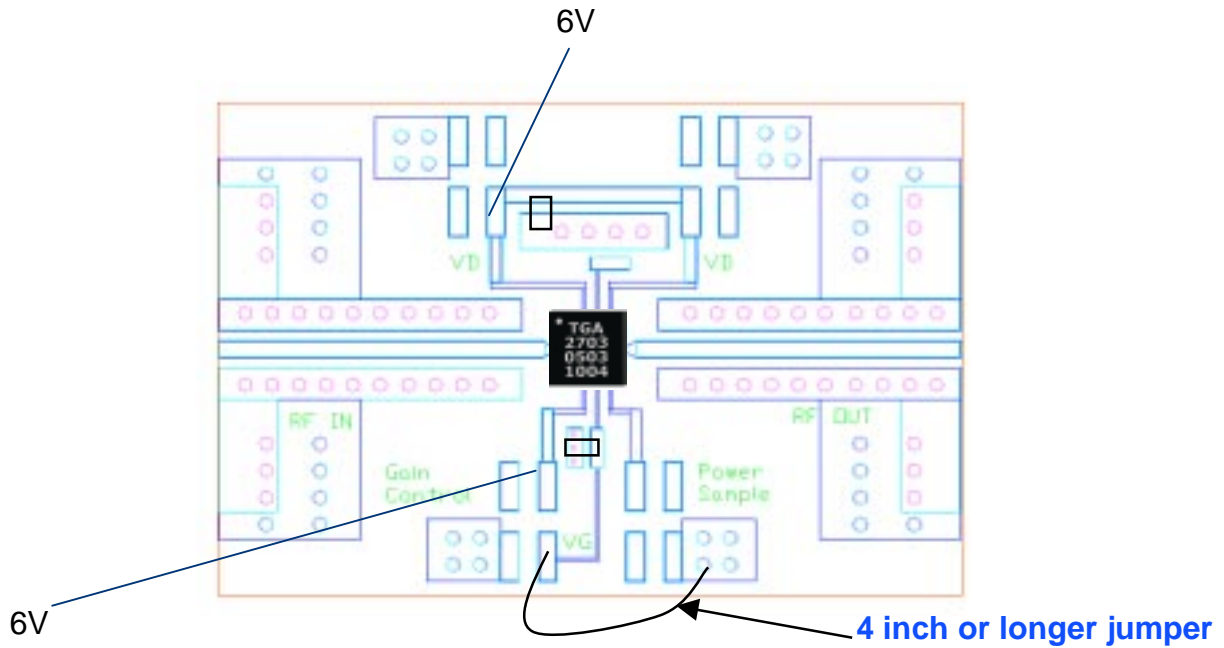 6V
VD
VD
TGA
2703
0503
1004
RF IN
RF OUT
Gain
Control
Power
Sample
VG
6V
4 inch or longer jumper